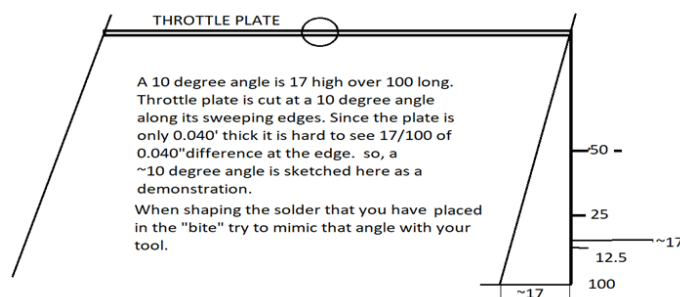 THROTTLE PLATE
A 10 degree angle is 17 high over 100 long.
Throttle plate is cut at a 10 degree angle
along its sweeping edges. Since the plate is
only 0.040' thick it is hard to see 17/100 of
0.040"difference at the edge. so, a
~10 degree angle is sketched here as a
demonstration.
When shaping the solder that you have placed
in the "bite" try to mimic that angle with your
tool.
50
25
~17
12.5
100
~17